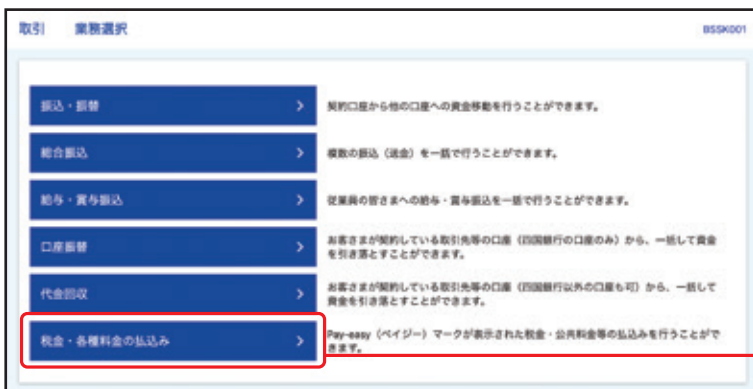 取引 業務選択 BSSK001
振込・振替 契約口座から他の口座への資金移動を行うことができます。
総合振込 複数の振込（送金）を一括で行うことができます。
給与・賞与振込 従業員の皆さまへの給与・賞与振込を一括で行うことができます。
口座振替 お客さまが契約している取引先等の口座（四国銀行の口座のみ）から、一括して資金
を引き落とすことができます。
代金回収 お客さまが契約している取引先等の口座（四国銀行以外の口座も可）から、一括して
資金を引き落とすことができます。
税金・各種料金の払込み Pay-easy（ペイジー）マークが表示された税金・公共料金等の払込みを行うことがで
きます。